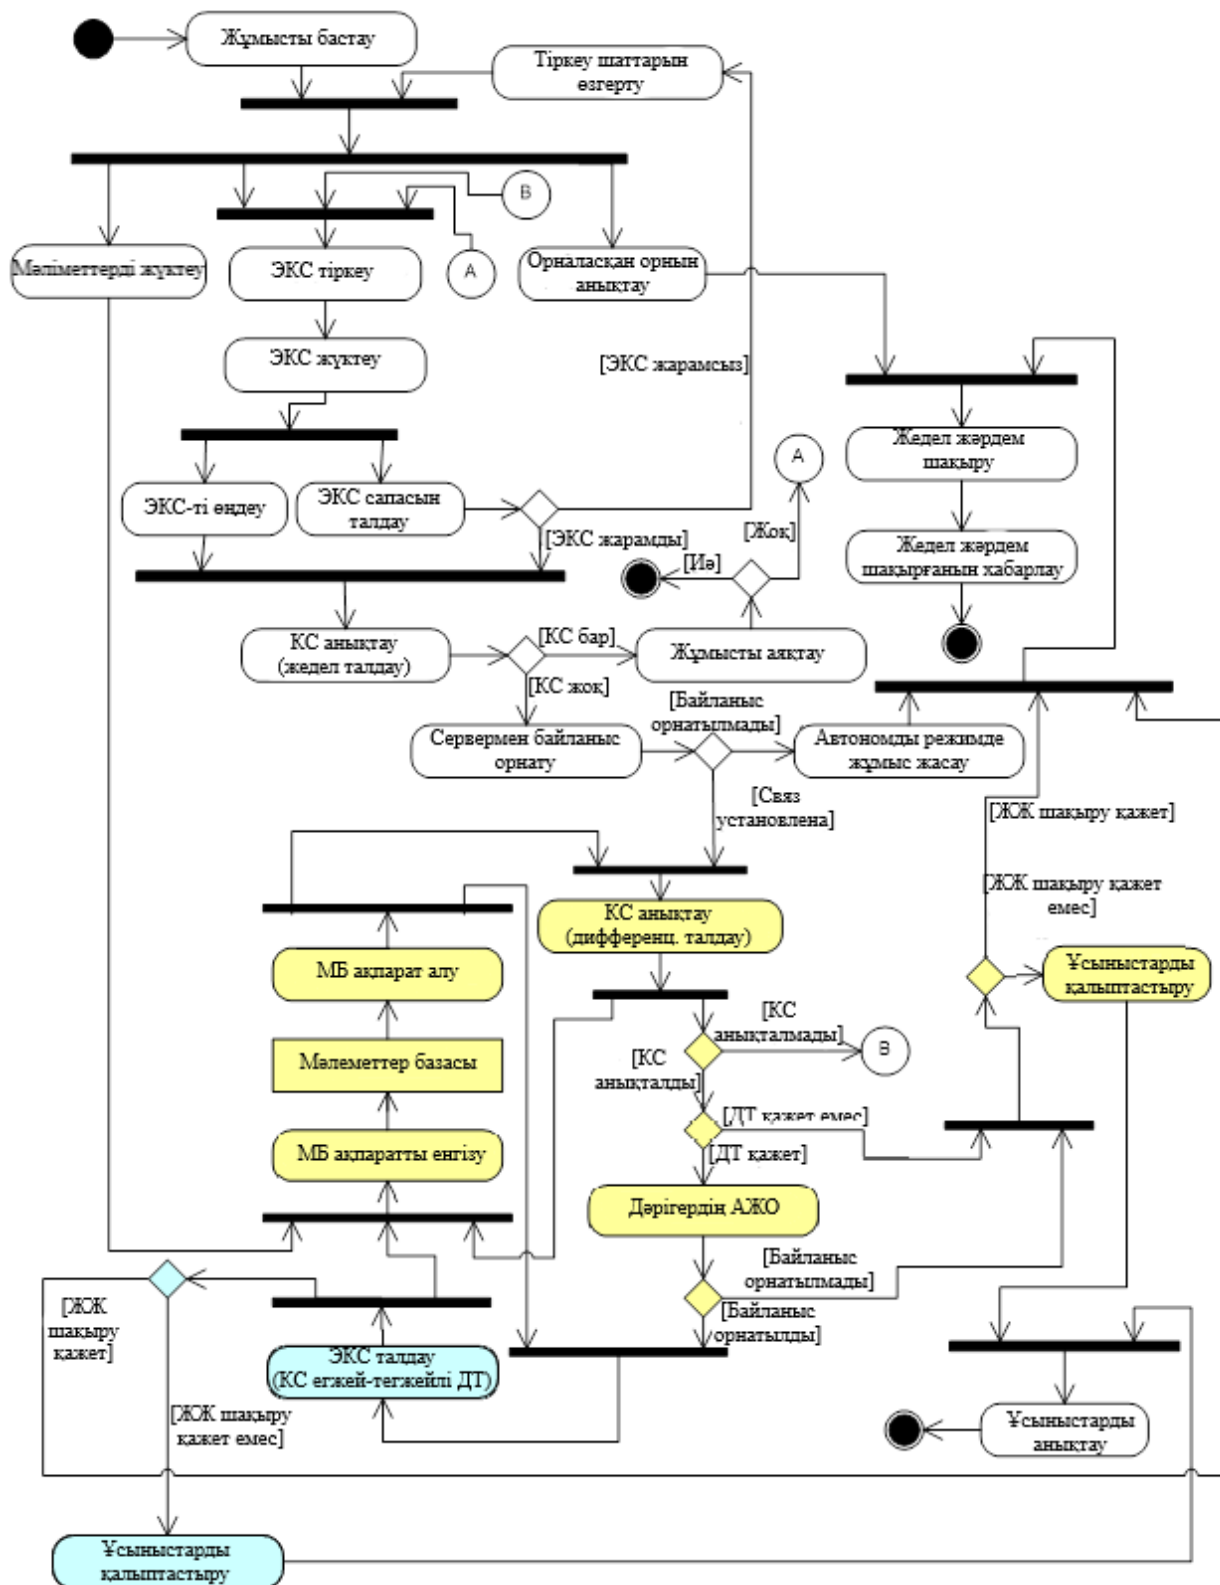 Жұмысты бастау
Тіркеу шаттарын
өзгерту
B
A
Мәліметтерді жүктеу
ЭКС тіркеу
Орналасқан орнын
анықтау
ЭКС жүктеу
[ЭКС жарамсыз]
ЭКС-ті өңдеу
ЭКС сапасын
талдау
[ЭКС жарамды]
A
[Жоқ]
[Иә]
Жедел жәрдем
шақыру
Жедел жәрдем
шақырғанын хабарлау
КС анықтау
(жедел талдау)
[КС бар]
Жұмысты аяқтау
[КС жоқ]
Сервермен байланыс
орнату
[Байланыс
орнатылмады]
Автономды режимде
жұмыс жасау
[Связ
установлена]
[ЖЖ шақыру қажет]
[ЖЖ шақыру қажет
емес]
КС анықтау
(дифференц. талдау)
МБ ақпарат алу
Ұсыныстарды
қалыптастыру
[КС
анықталмады]
B
Мәлеметтер базасы
[КС
анықталды]
[ДТ қажет емес]
[ДТ қажет]
МБ ақпаратты енгізу
Дәрігердің АЖО
[Байланыс
орнатылмады]
[Байланыс
орнатылды]
[ЖЖ
шақыру
қажет]
ЭКС талдау
(КС егжей-тегжейлі ДТ)
[ЖЖ шақыру
қажет емес]
Ұсыныстарды
анықтау
Ұсыныстарды
қалыптастыру